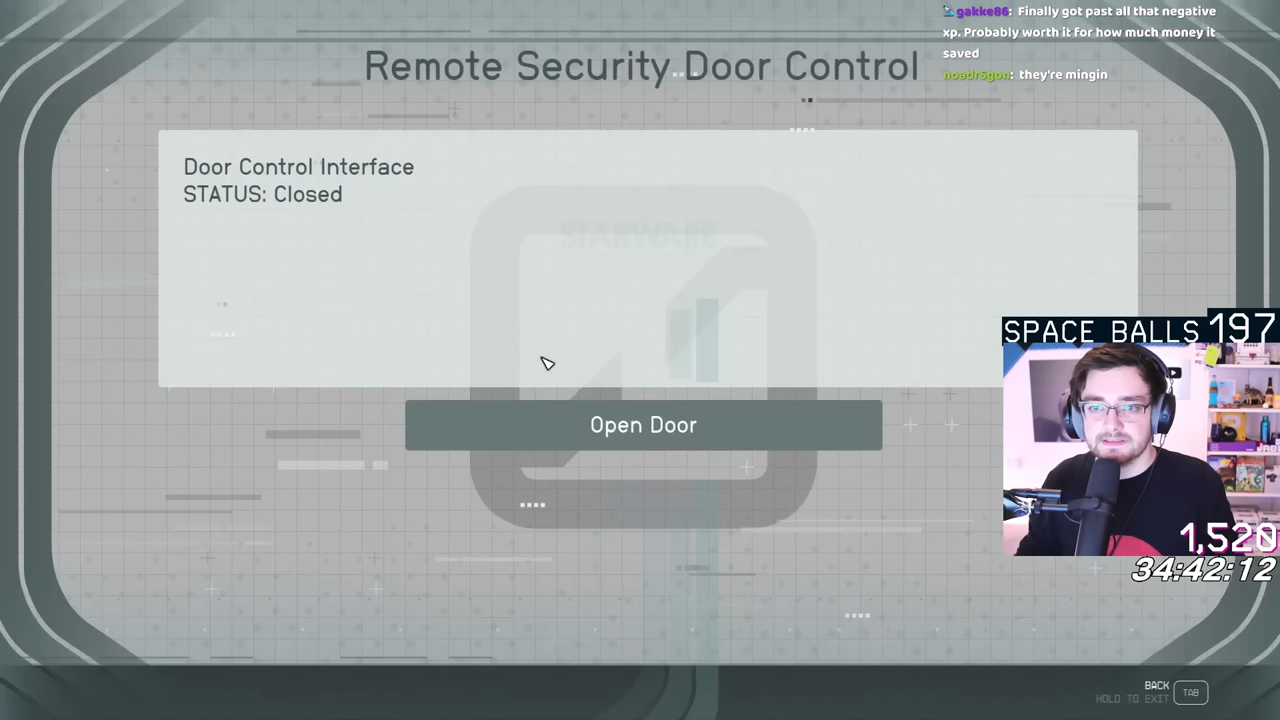 gakke86: Finally got past all that negative
xp. Probably worth it for how much money it
saved
noadr5gon: they're mingin
Remote Security Door Control
Door Control Interface
STATUS: Closed
STARWARE
Open Door
SPACE BALLS 197
1,520
34:42:12
BACK
HOLD TO EXIT
TAB